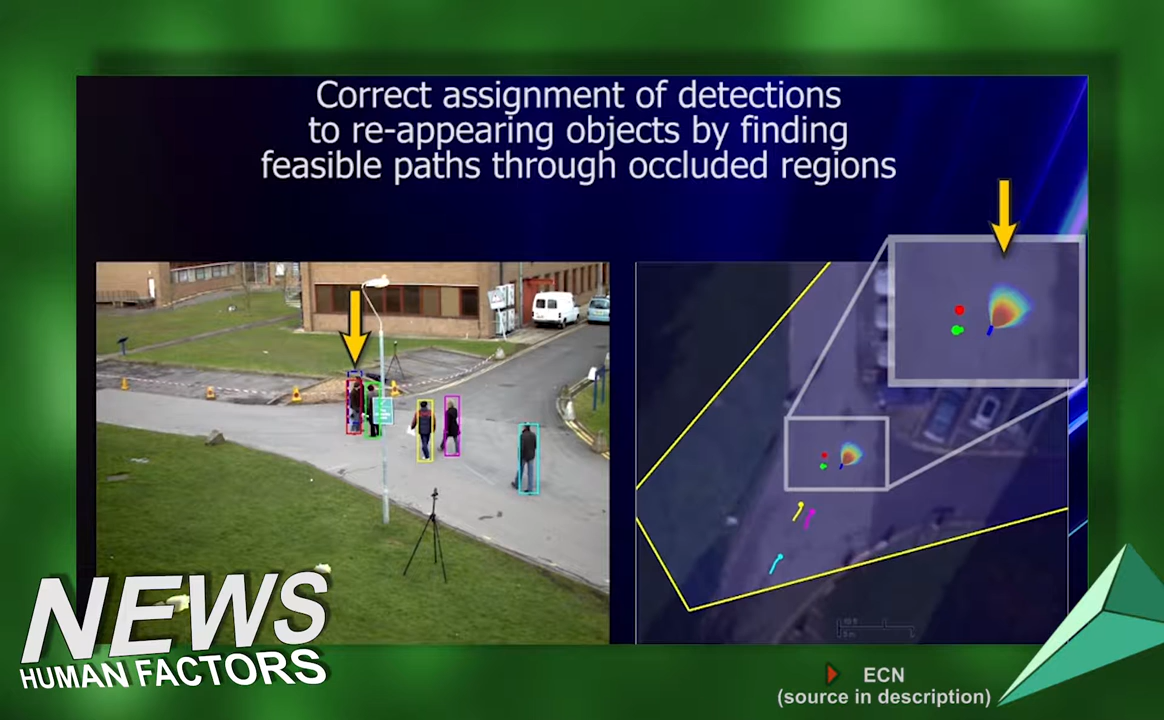 Correct assignment of detections
to re-appearing objects by finding
feasible paths through occluded regions
NEWS
HUMAN FACTORS
ECN
(source in description)